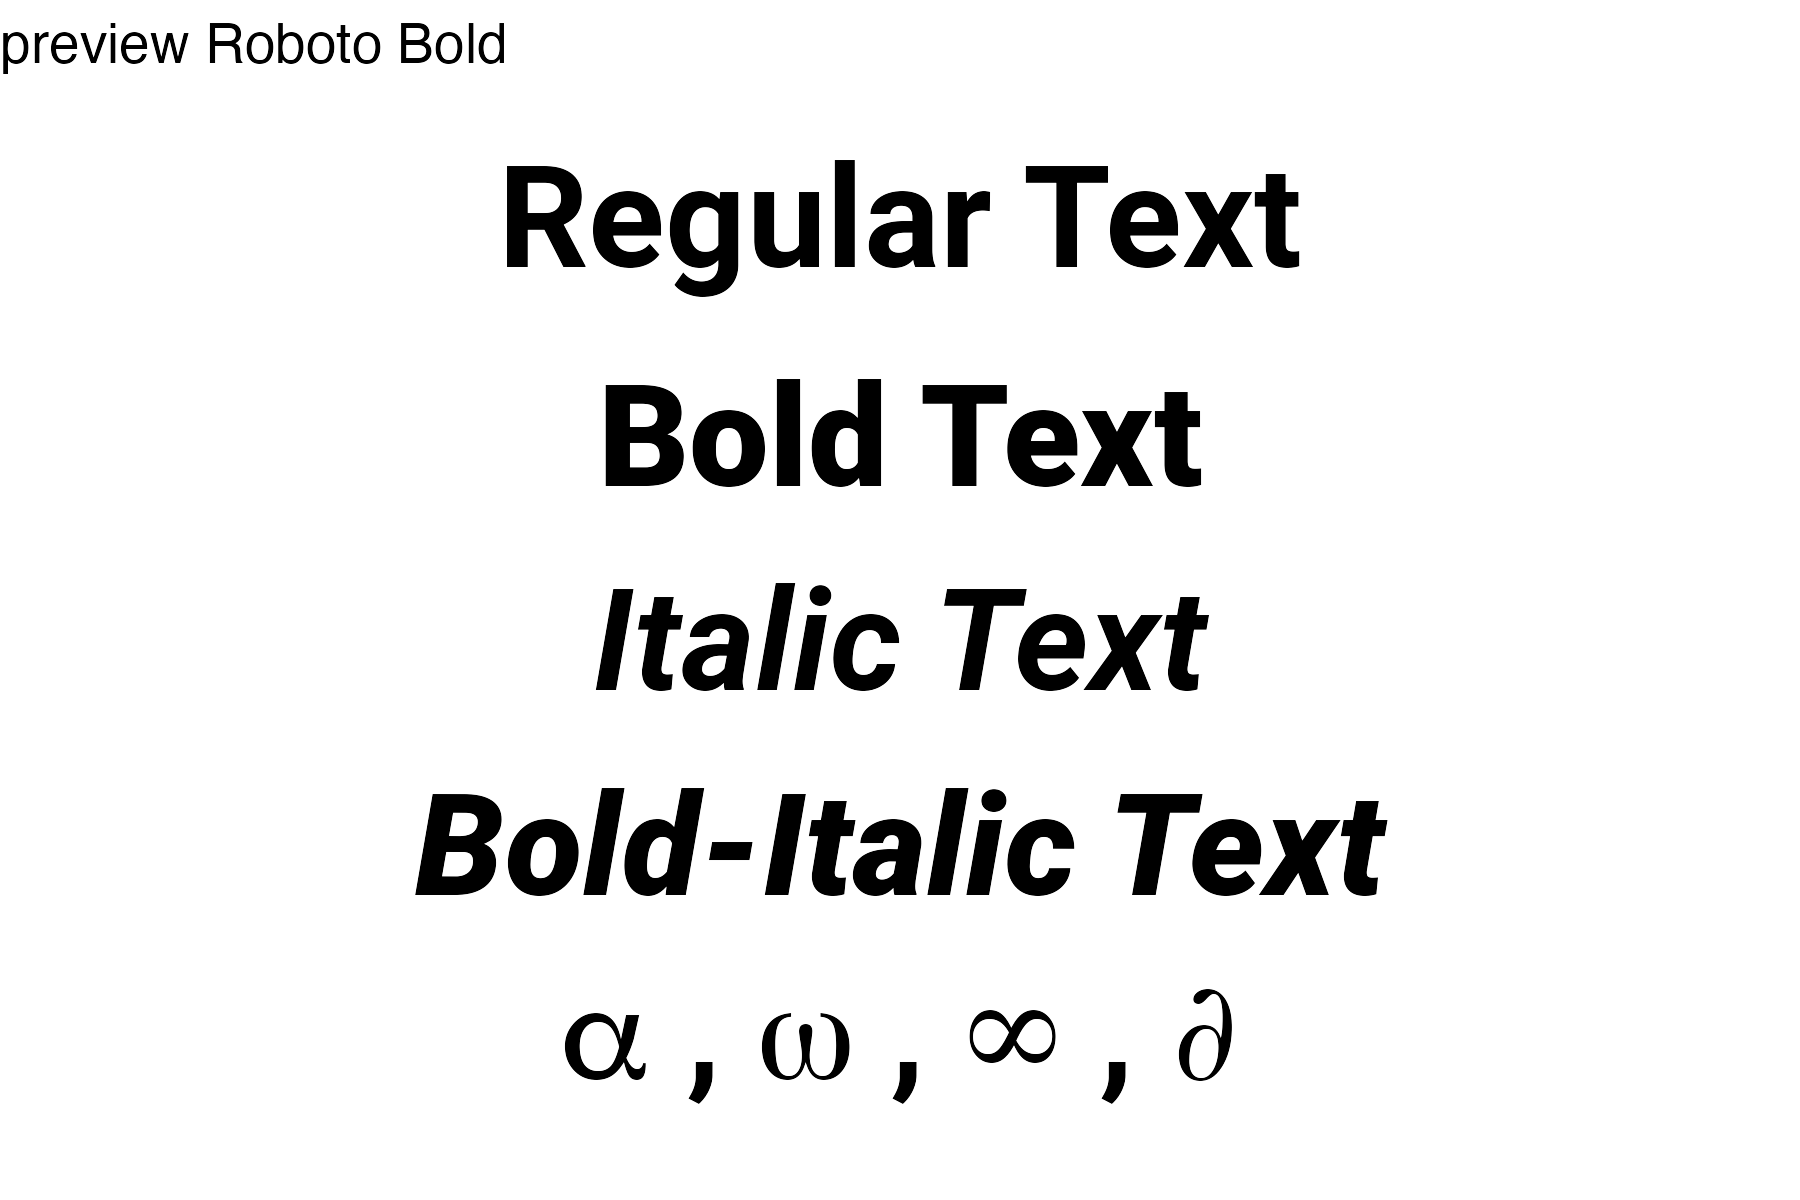 preview Roboto Bold
Regular Text
Bold Text
Italic Text
Bold-Italic Text
α , ω , ∞ , ∂